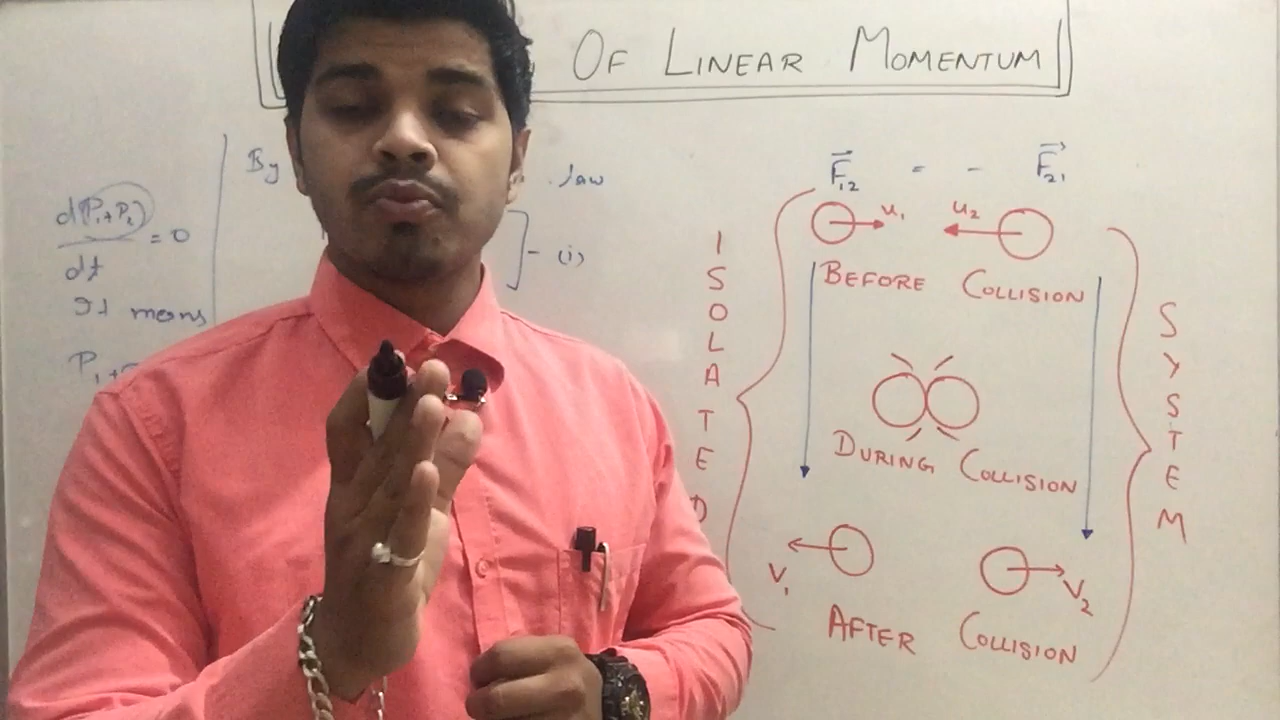 OF LINEAR MOMENTUM
d(P₁+P₂)
dt
= 0
It means
P₁+
By
law
- (i)
F₁₂ = - F₂₁
u₁ u₂
BEFORE COLLISION
DURING COLLISION
V₁ V₂
AFTER COLLISION
ISOLATED
SYSTEM